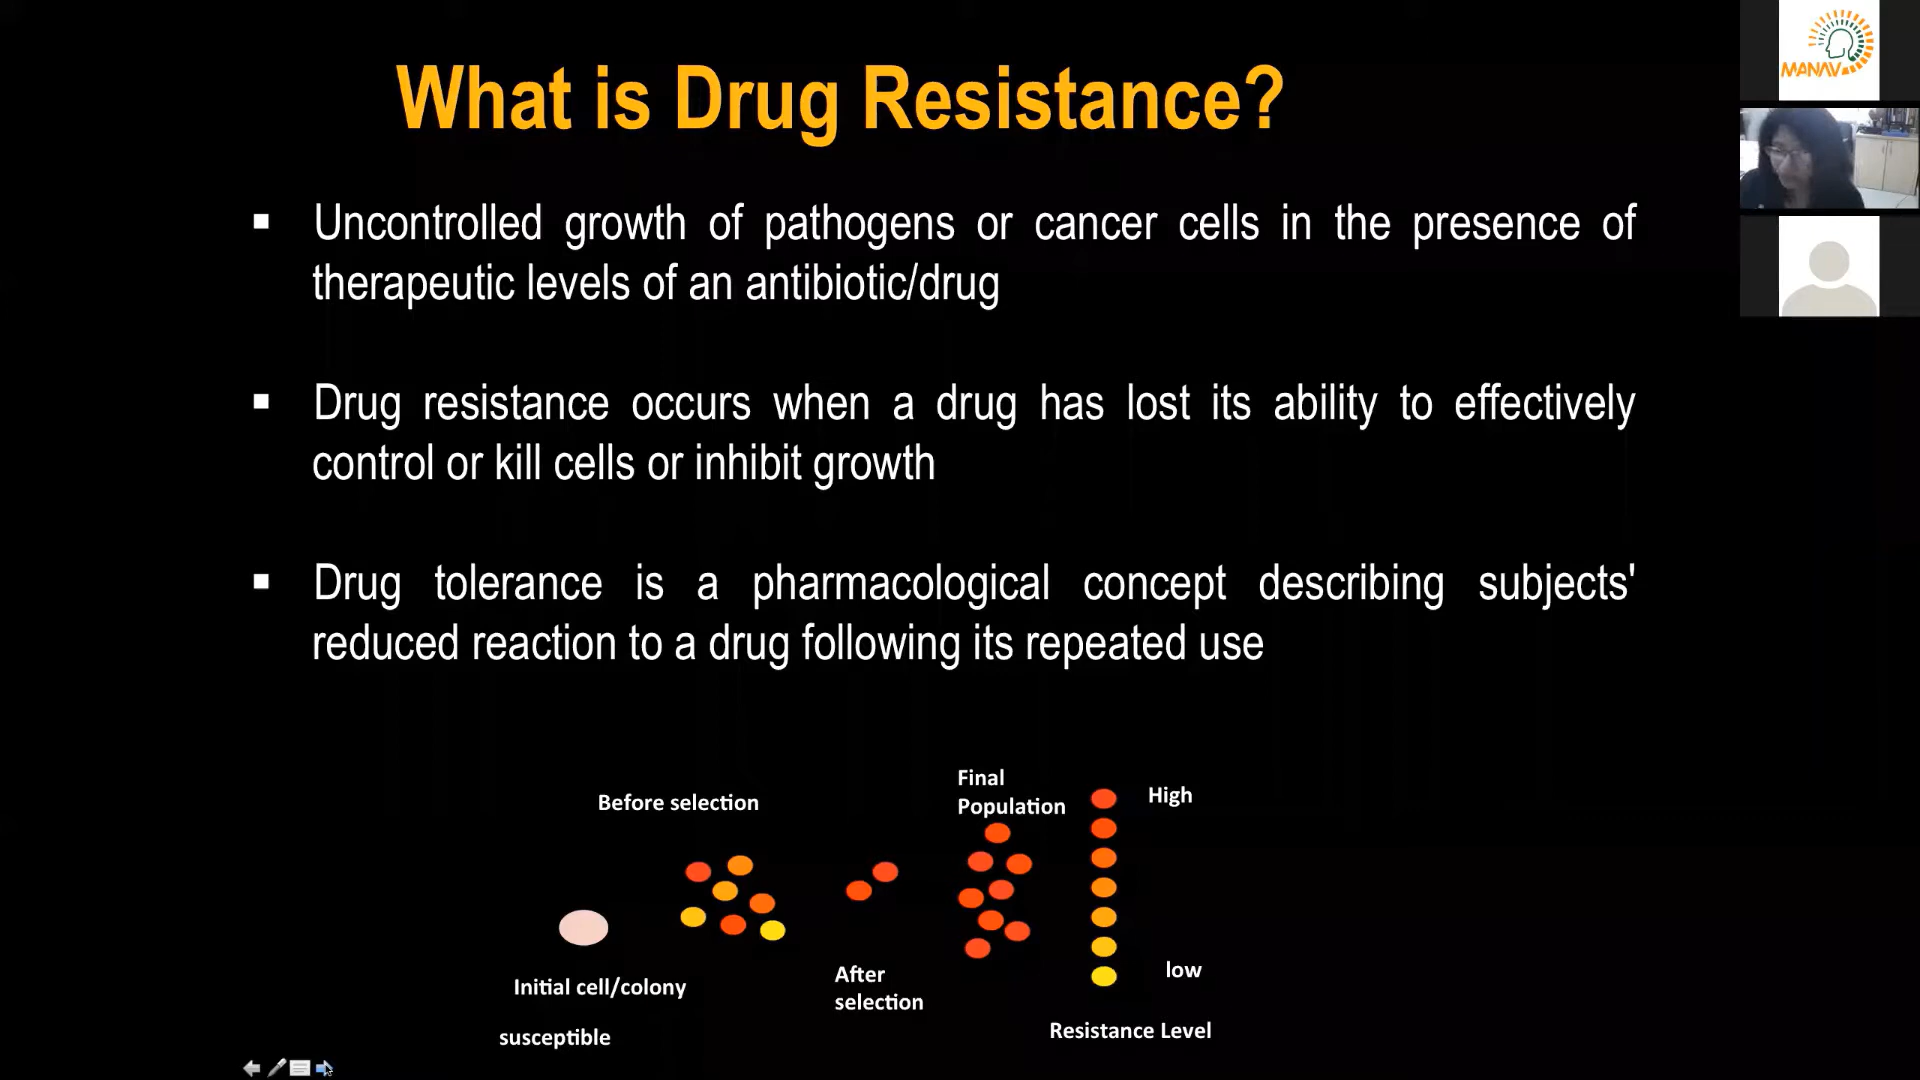 What is Drug Resistance?
MANAV
▪ Uncontrolled growth of pathogens or cancer cells in the presence of
therapeutic levels of an antibiotic/drug
▪ Drug resistance occurs when a drug has lost its ability to effectively
control or kill cells or inhibit growth
▪ Drug tolerance is a pharmacological concept describing subjects'
reduced reaction to a drug following its repeated use
Before selection
Final
Population
High
Initial cell/colony
susceptible
After
selection
low
Resistance Level